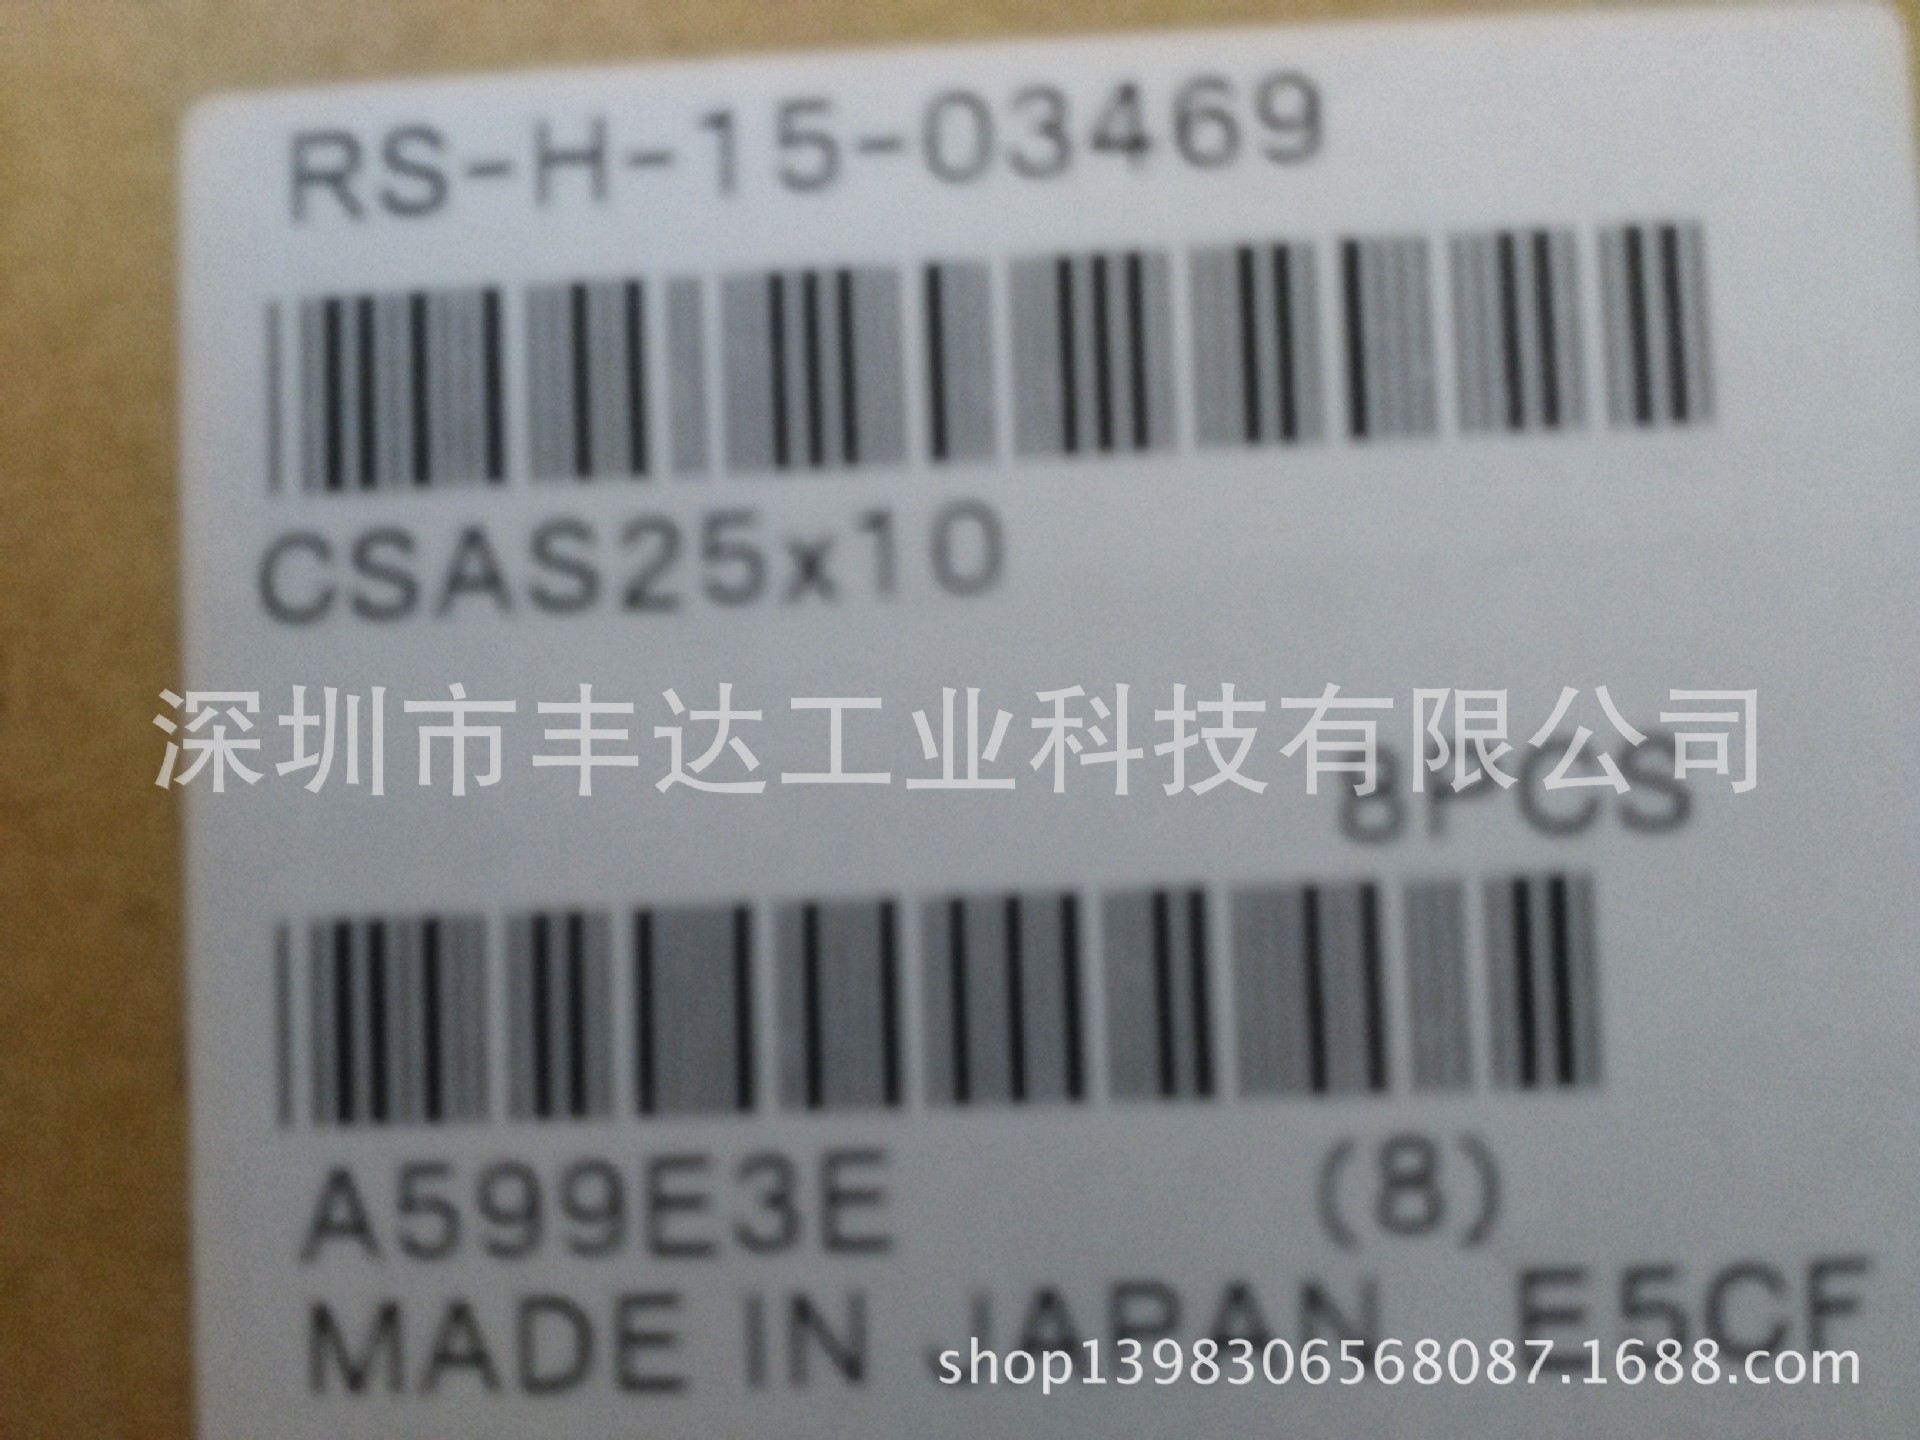 RS-H-15-03469
CSAS25x10
深圳市丰达工业科技有限公司
8PCS
A599E3E (8)
MADE IN JAPAN E5CF
shop1398306568087.1688.com